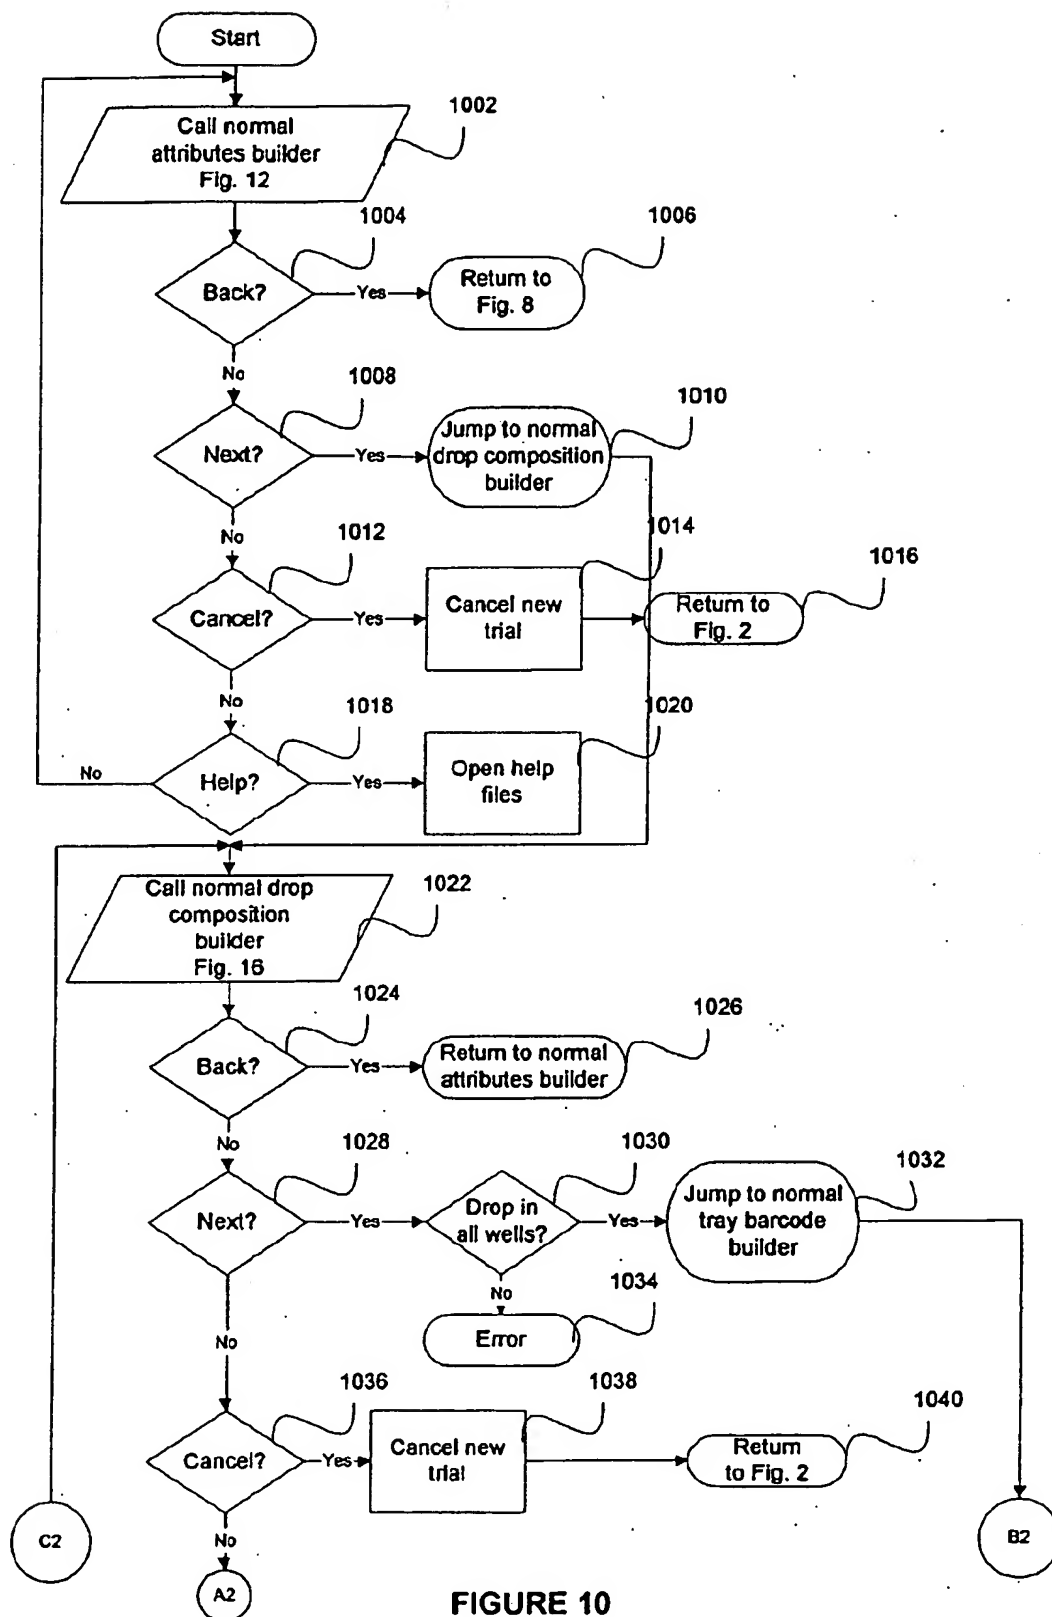 Start
Call normal
attributes builder
Fig. 12
1002
1004
Back?
Yes
Return to
Fig. 8
1006
No
1008
Next?
Yes
Jump to normal
drop composition
builder
1010
No
1012
Cancel?
Yes
Cancel new
trial
1014
Return to
Fig. 2
1016
No
1018
Help?
No
Yes
Open help
files
1020
Call normal drop
composition
builder
Fig. 16
1022
1024
Back?
Yes
Return to normal
attributes builder
1026
No
1028
Next?
Yes
Drop in
all wells?
1030
Yes
Jump to normal
tray barcode
builder
1032
No
Error
1034
No
1036
Cancel?
Yes
Cancel new
trial
1038
Return
to Fig. 2
1040
No
C2
A2
B2
FIGURE 10